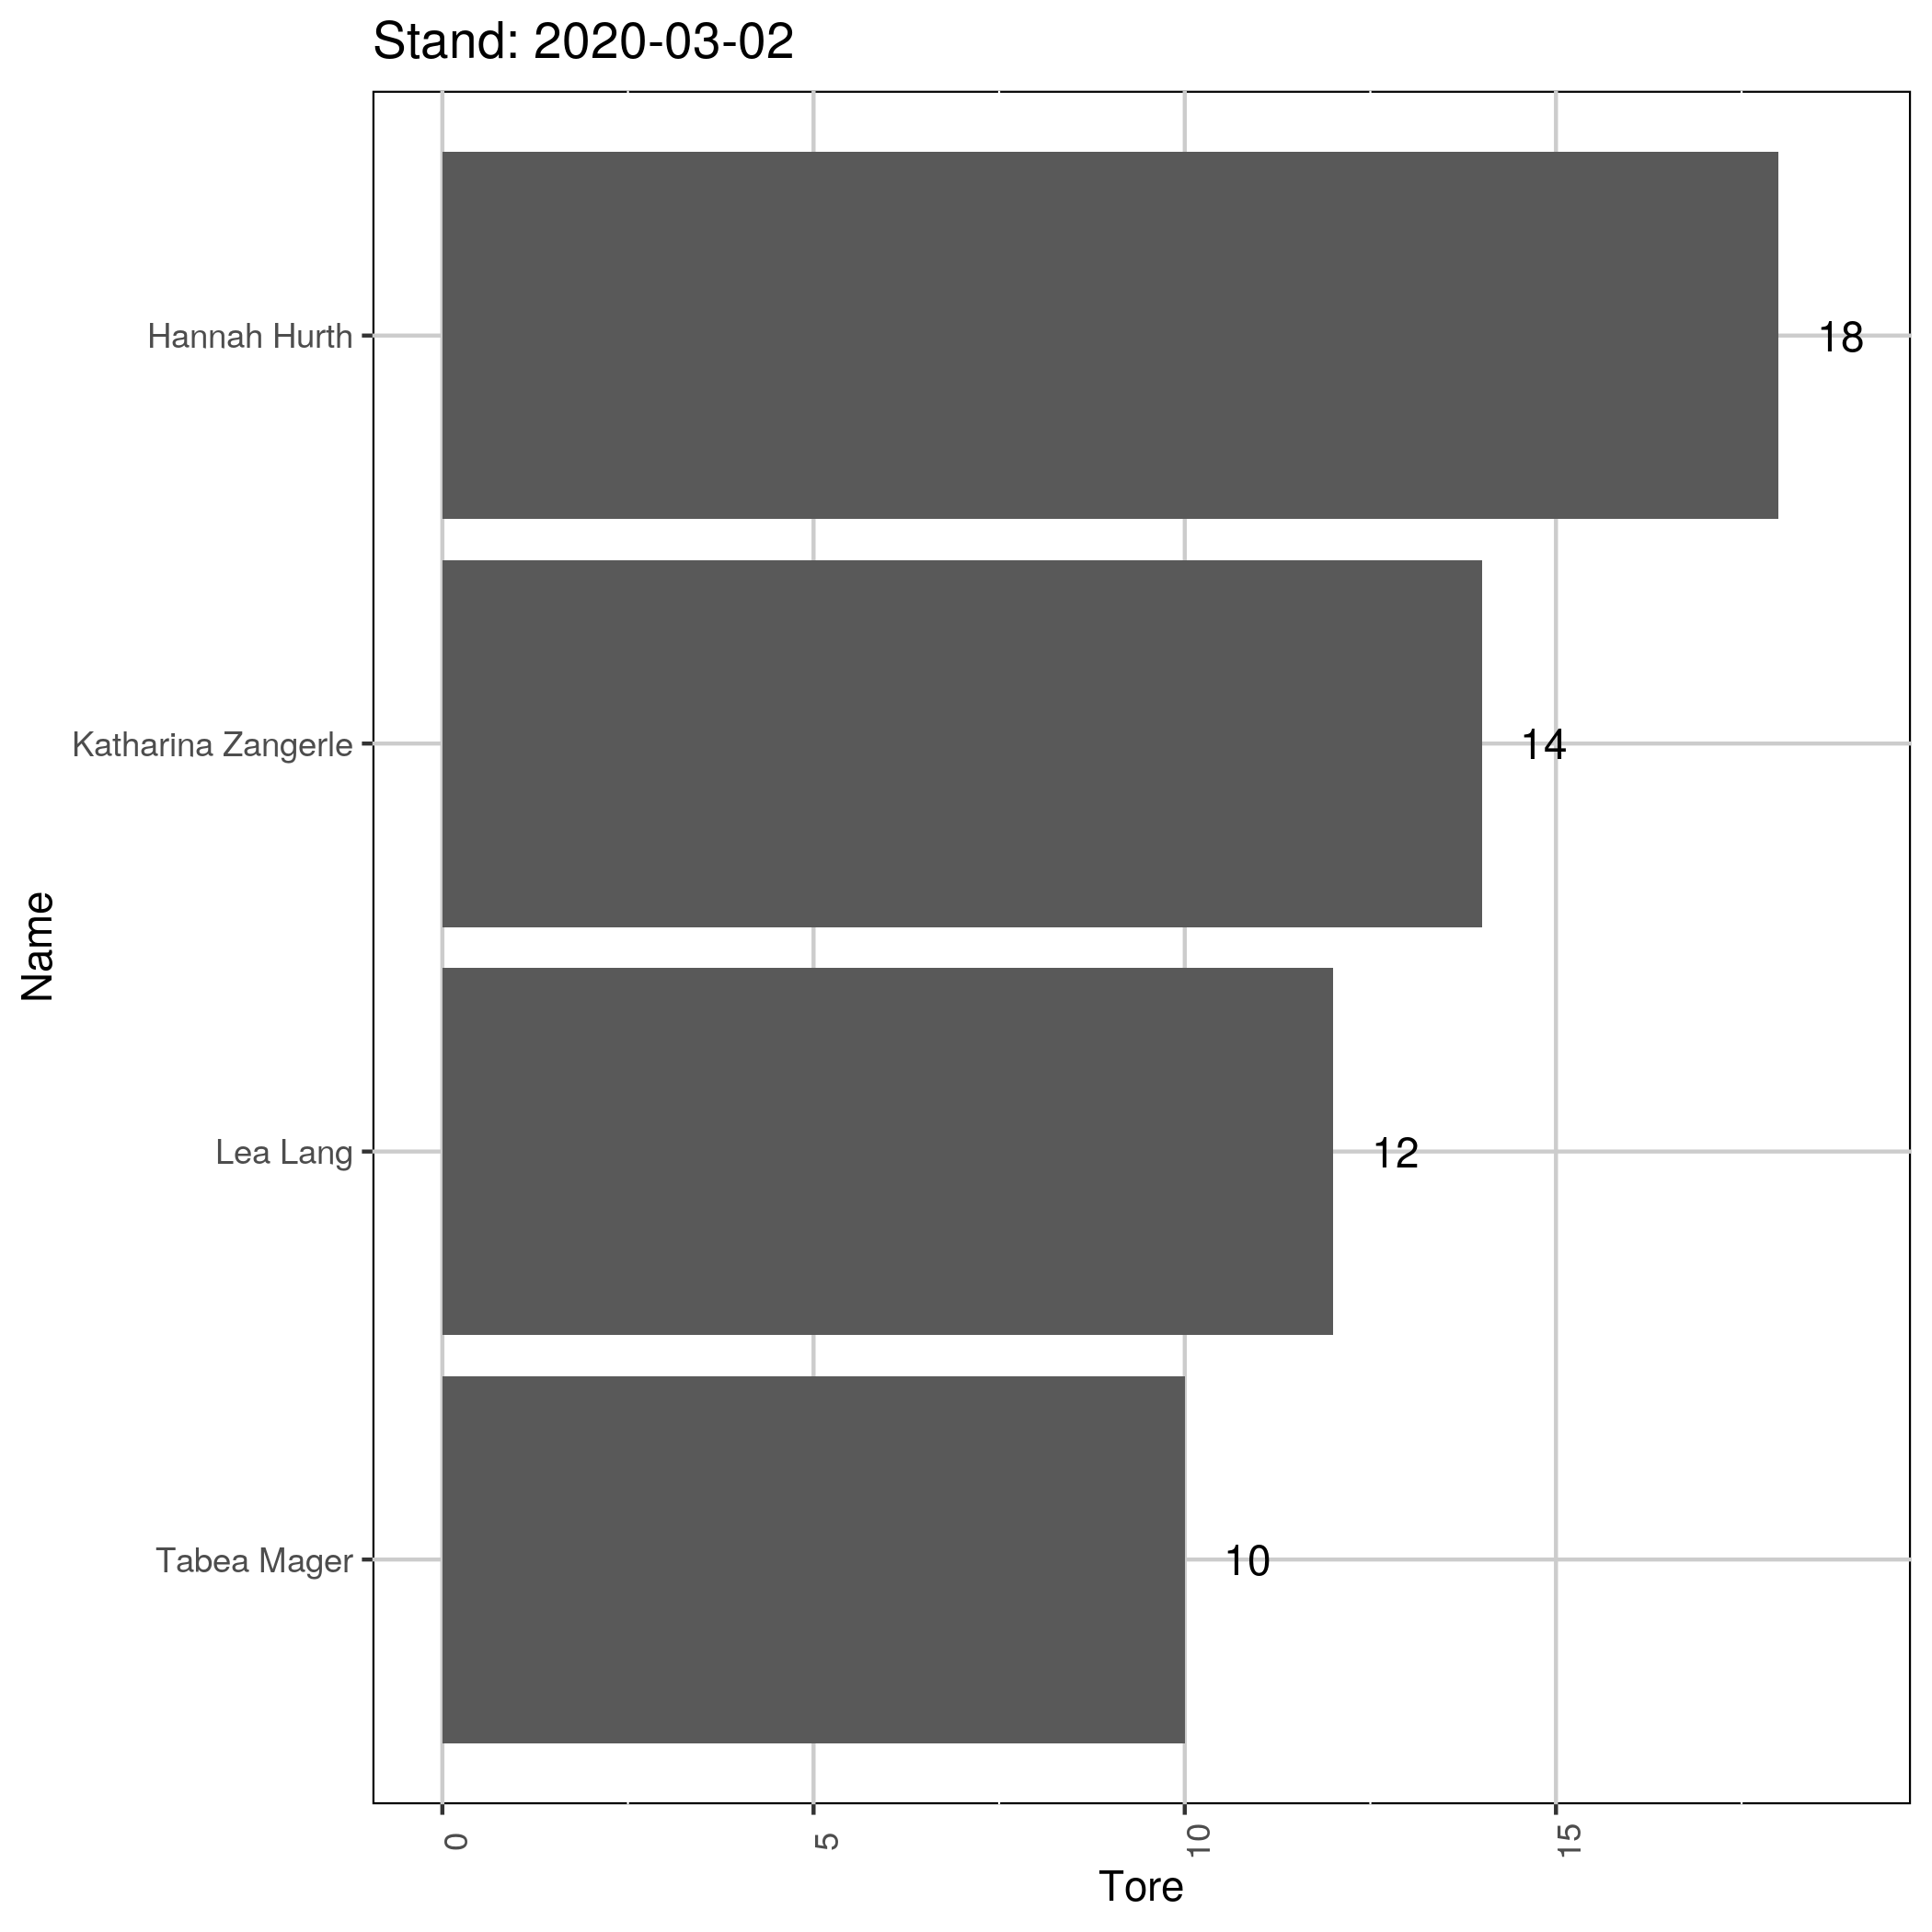 Stand: 2020-03-02
Name
Hannah Hurth
18
Katharina Zangerle
14
Lea Lang
12
Tabea Mager
10
0
5
10
15
Tore